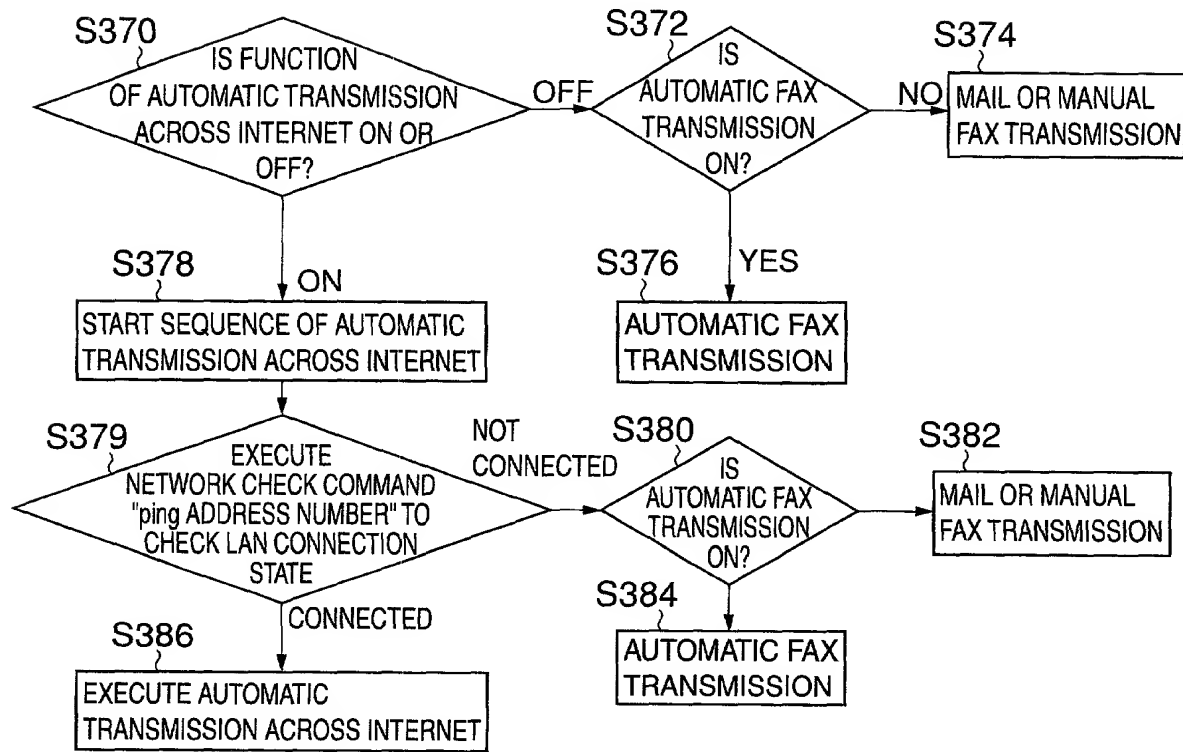 S370
IS FUNCTION
OF AUTOMATIC TRANSMISSION
ACROSS INTERNET ON OR
OFF?
OFF
S372
IS
AUTOMATIC FAX
TRANSMISSION
ON?
NO
S374
MAIL OR MANUAL
FAX TRANSMISSION
ON
YES
S376
AUTOMATIC FAX
TRANSMISSION
S378
START SEQUENCE OF AUTOMATIC
TRANSMISSION ACROSS INTERNET
S379
EXECUTE
NETWORK CHECK COMMAND
"ping ADDRESS NUMBER" TO
CHECK LAN CONNECTION
STATE
NOT
CONNECTED
S380
IS
AUTOMATIC FAX
TRANSMISSION
ON?
S382
MAIL OR MANUAL
FAX TRANSMISSION
CONNECTED
S384
AUTOMATIC FAX
TRANSMISSION
S386
EXECUTE AUTOMATIC
TRANSMISSION ACROSS INTERNET